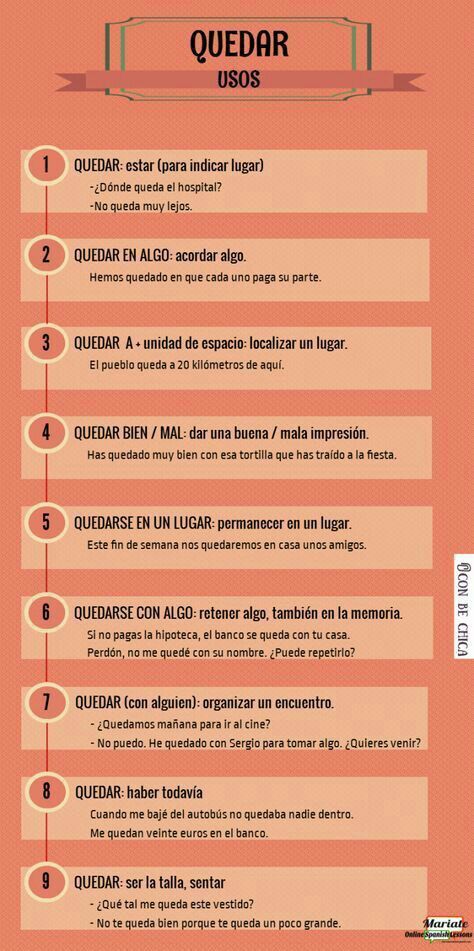 QUEDAR
USOS
1
QUEDAR: estar (para indicar lugar)
-¿Dónde queda el hospital?
-No queda muy lejos.
2
QUEDAR EN ALGO: acordar algo.
Hemos quedado en que cada uno paga su parte.
3
QUEDAR A + unidad de espacio: localizar un lugar.
El pueblo queda a 20 kilómetros de aquí.
4
QUEDAR BIEN / MAL: dar una buena / mala impresión.
Has quedado muy bien con esa tortilla que has traído a la fiesta.
5
QUEDARSE EN UN LUGAR: permanecer en un lugar.
Este fin de semana nos quedaremos en casa unos amigos.
6
QUEDARSE CON ALGO: retener algo, también en la memoria.
Si no pagas la hipoteca, el banco se queda con tu casa.
Perdón, no me quedé con su nombre. ¿Puede repetirlo?
7
QUEDAR (con alguien): organizar un encuentro.
- ¿Quedamos mañana para ir al cine?
- No puedo. He quedado con Sergio para tomar algo. ¿Quieres venir?
8
QUEDAR: haber todavía
Cuando me bajé del autobús no quedaba nadie dentro.
Me quedan veinte euros en el banco.
9
QUEDAR: ser la talla, sentar
- ¿Qué tal me queda este vestido?
- No te queda bien porque te queda un poco grande.
@CON BE CHICA
Mariate
OnlineSpanishLessons